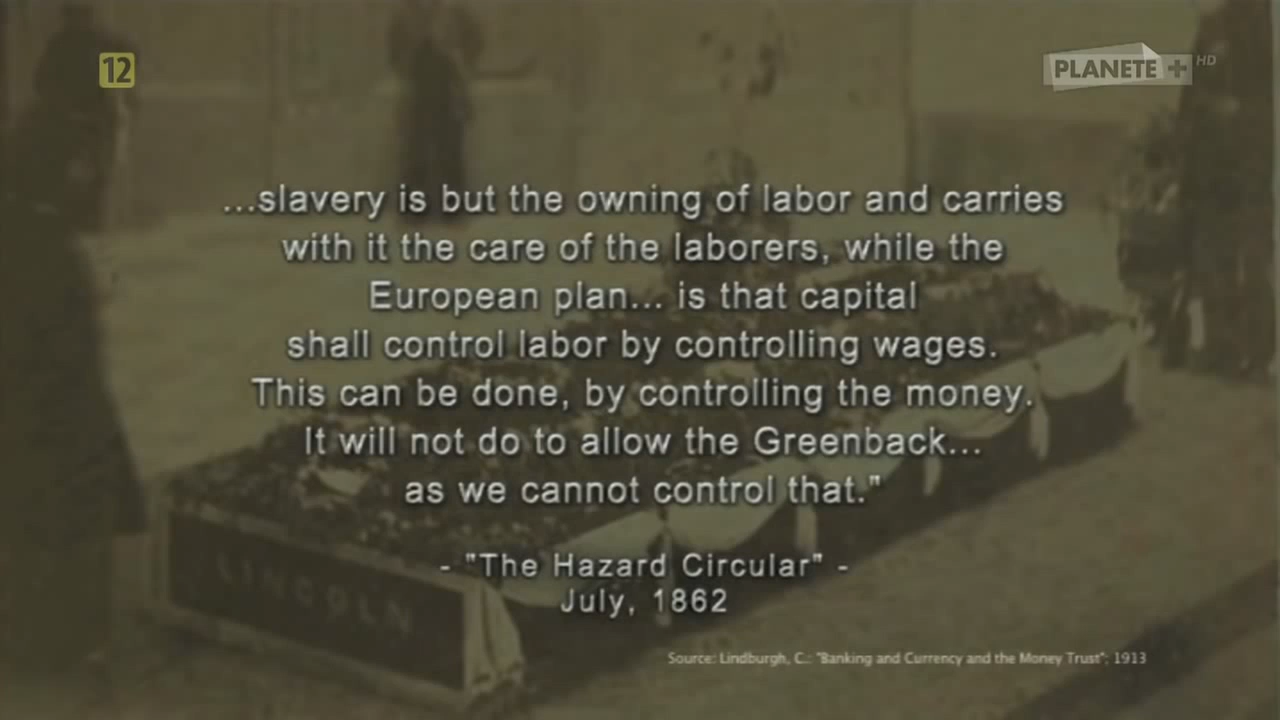 12
PLANETE + HD
...slavery is but the owning of labor and carries
with it the care of the laborers, while the
European plan... is that capital
shall control labor by controlling wages.
This can be done, by controlling the money.
It will not do to allow the Greenback...
as we cannot control that."
- "The Hazard Circular" -
July, 1862
Source: Lindburgh, C.: "Banking and Currency and the Money Trust"; 1913
LINCOLN